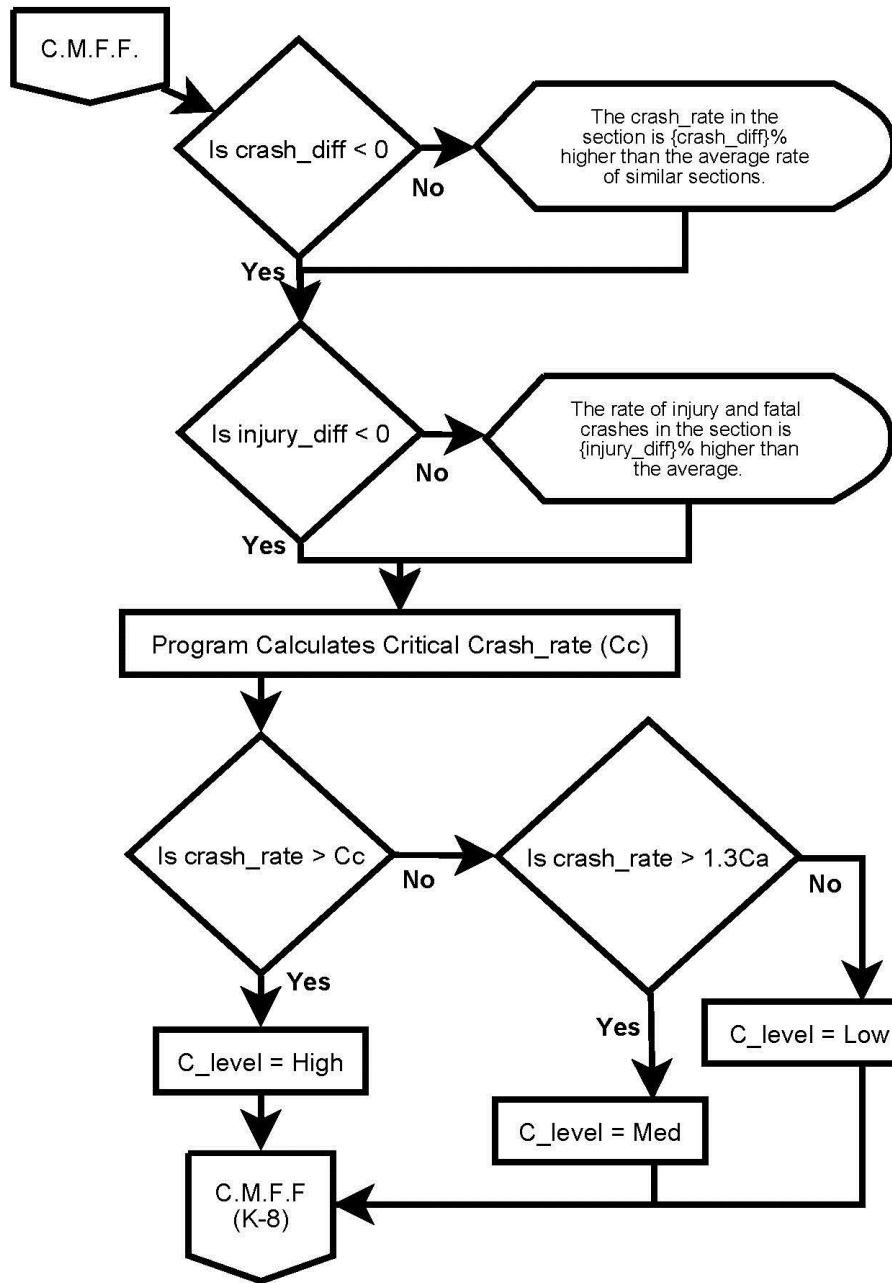 C.M.F.F.
Is crash_diff < 0
The crash_rate in the
section is {crash_diff}%
higher than the average rate
of similar sections.
No
Yes
Is injury_diff < 0
The rate of injury and fatal
crashes in the section is
{injury_diff}% higher than
the average.
No
Yes
Program Calculates Critical Crash_rate (Cc)
Is crash_rate > Cc
No
Is crash_rate > 1.3Ca
No
Yes
Yes
C_level = High
C_level = Low
C_level = Med
C.M.F.F
(K-8)